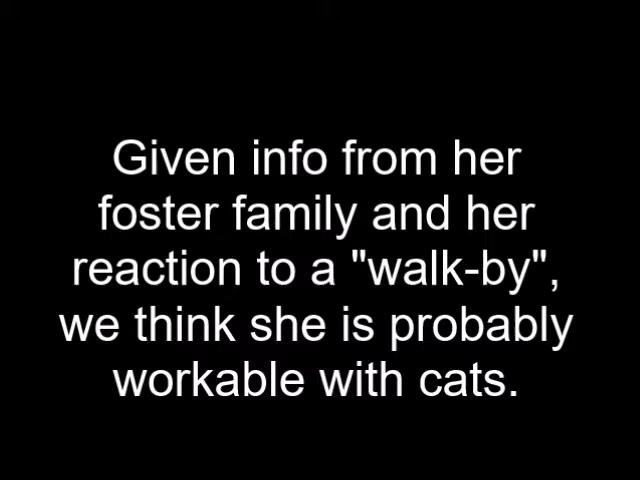 Given info from her
foster family and her
reaction to a "walk-by",
we think she is probably
workable with cats.